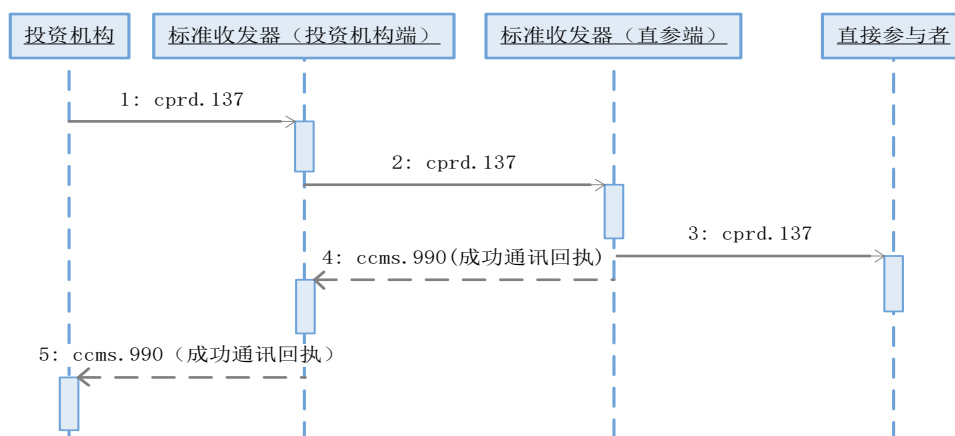 投资机构
标准收发器（投资机构端）
标准收发器（直参端）
直接参与者
1: cprd.137
2: cprd.137
3: cprd.137
4: ccms.990(成功通讯回执)
5: ccms.990（成功通讯回执）